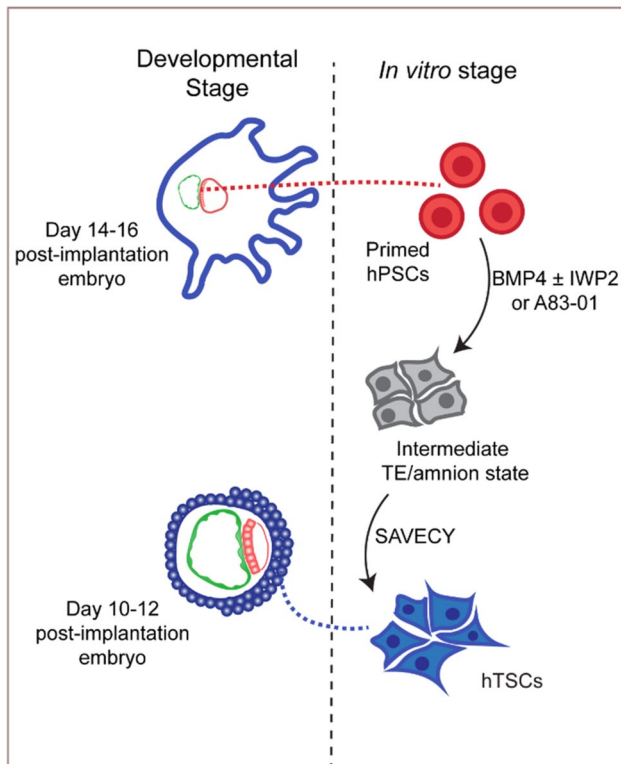 Developmental
Stage
In vitro stage
Day 14-16
post-implantation
embryo
Primed
hPSCs
BMP4 ± IWP2
or A83-01
Intermediate
TE/amnion state
SAVECY
Day 10-12
post-implantation
embryo
hTSCs